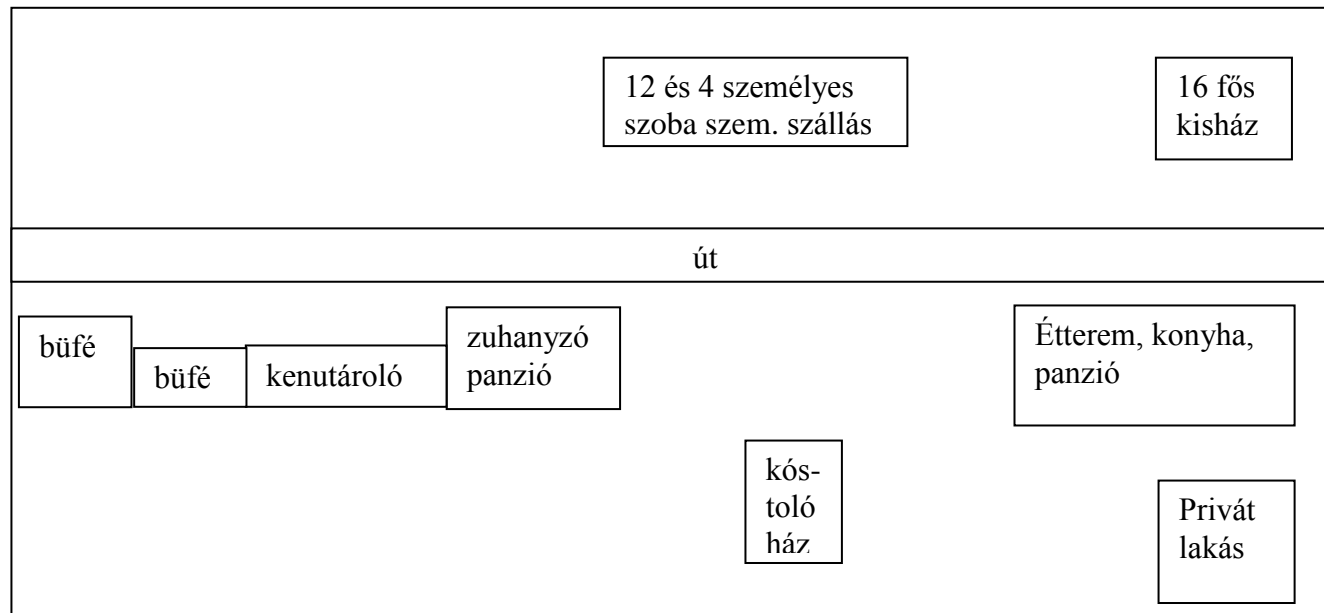 12 és 4 személyes
szoba szem. szállás
16 fős
kisház
út
büfé
büfé
kenutároló
zuhanyzó
panzió
Étterem, konyha,
panzió
kós-
toló
ház
Privát
lakás